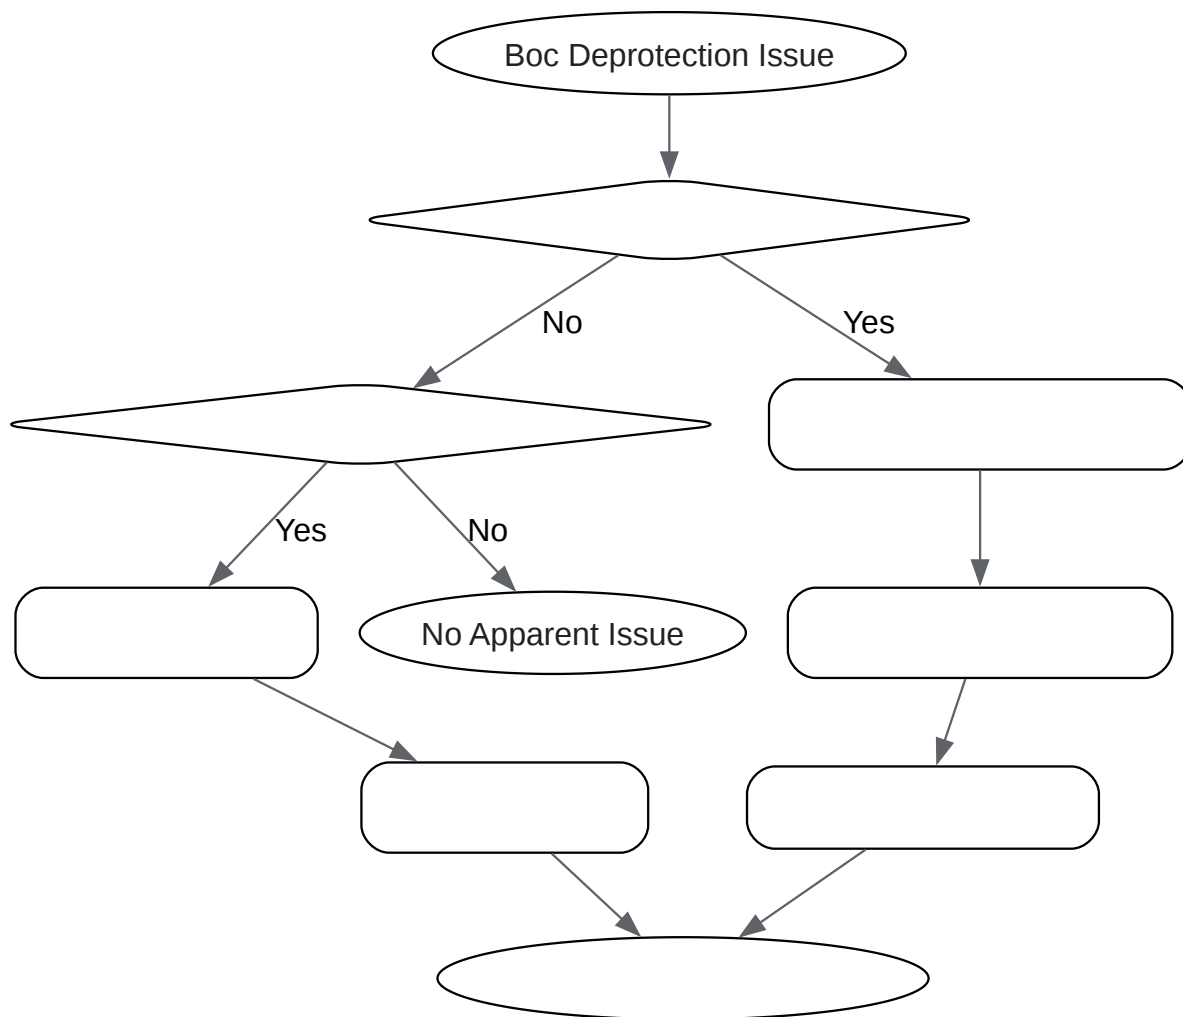 Boc Deprotection Issue
No
Yes
Yes
No
No Apparent Issue